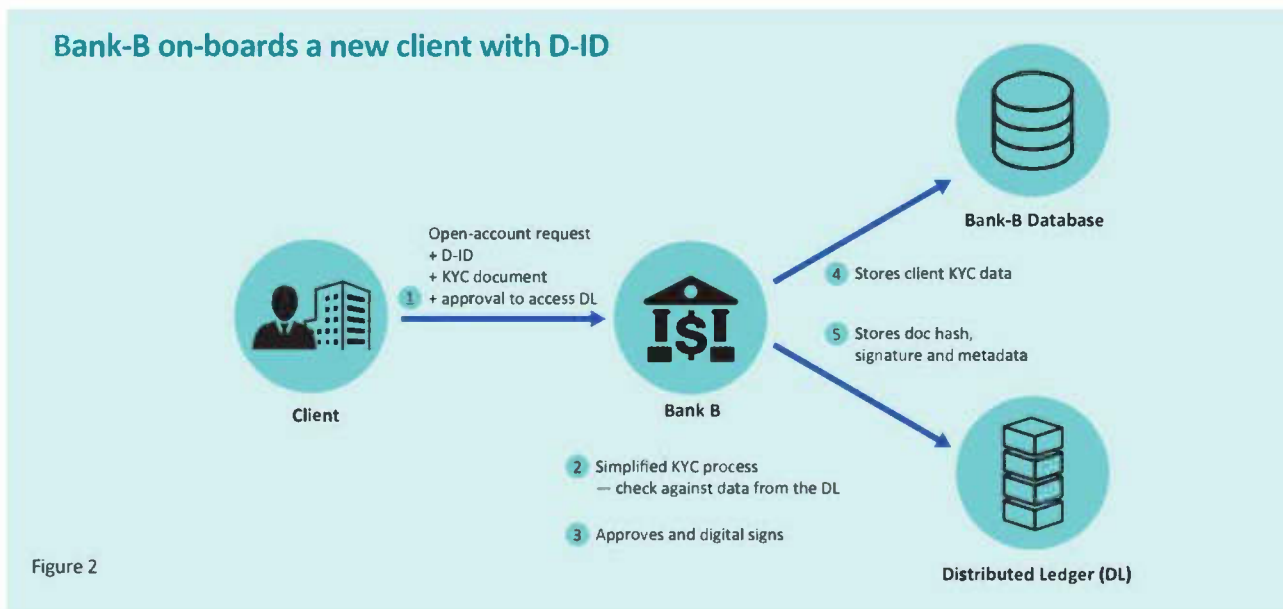 Bank-B on-boards a new client with D-ID
Open-account request
+ D-ID
+ KYC document
1 + approval to access DL
Client
Bank B
Bank-B Database
4 Stores client KYC data
5 Stores doc hash,
signature and metadata
2 Simplified KYC process
— check against data from the DL
3 Approves and digital signs
Distributed Ledger (DL)
Figure 2